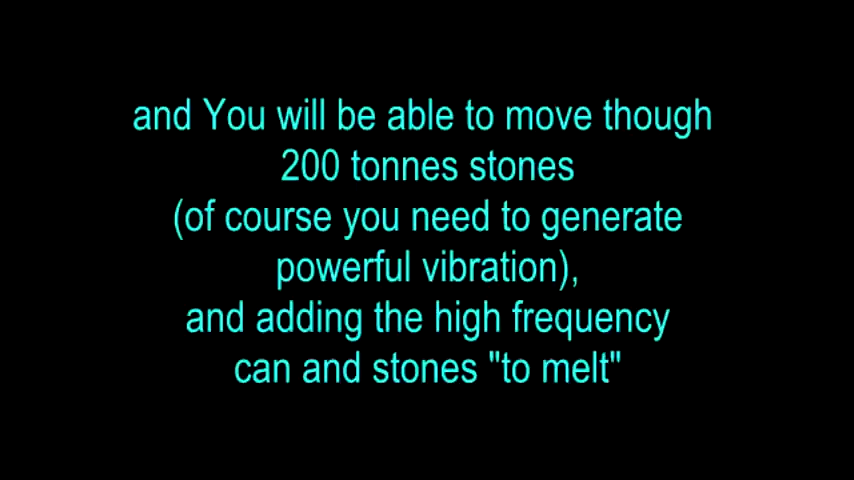 and You will be able to move though
200 tonnes stones
(of course you need to generate
powerful vibration),
and adding the high frequency
can and stones "to melt"